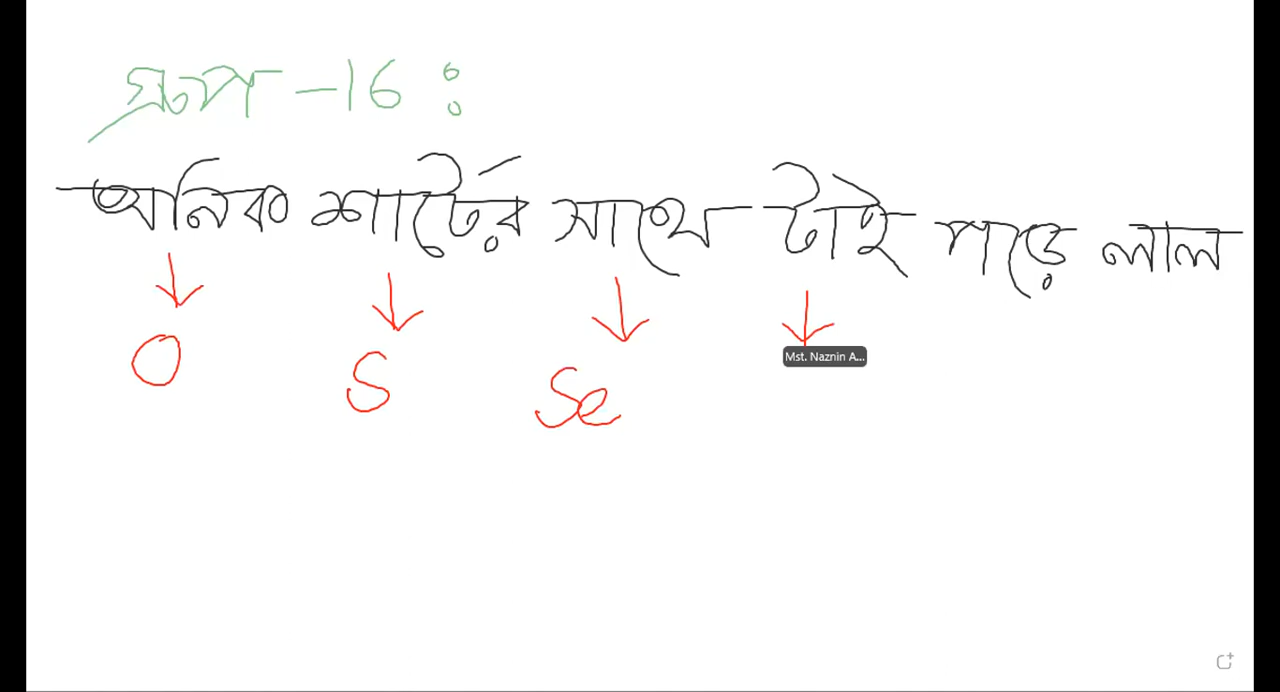 গ্রুপ -16 :
অনিক শার্টের সাথে টাই পড়ে লাল
O S Se
Mst. Naznin A...